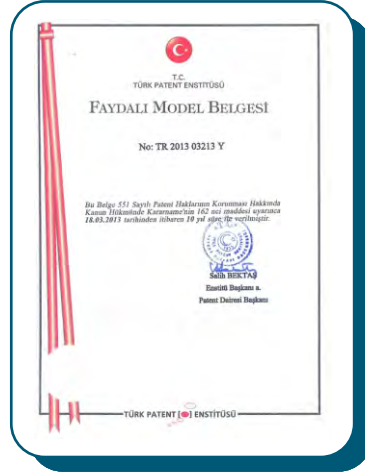 T.C.
TÜRK PATENT ENSTİTÜSÜ
FAYDALI MODEL BELGESİ
No: TR 2013 03213 Y
Bu Belge 551 Sayılı Patent Haklarının Korunması Hakkında
Kanun Hükmünde Kararname'nin 162 nci maddesi uyarınca
18.03.2013 tarihinden itibaren 10 yıl süre ile verilmiştir.
Salih BEKTAŞ
Enstitü Başkanı a.
Patent Dairesi Başkanı
TÜRK PATENT ENSTİTÜSÜ